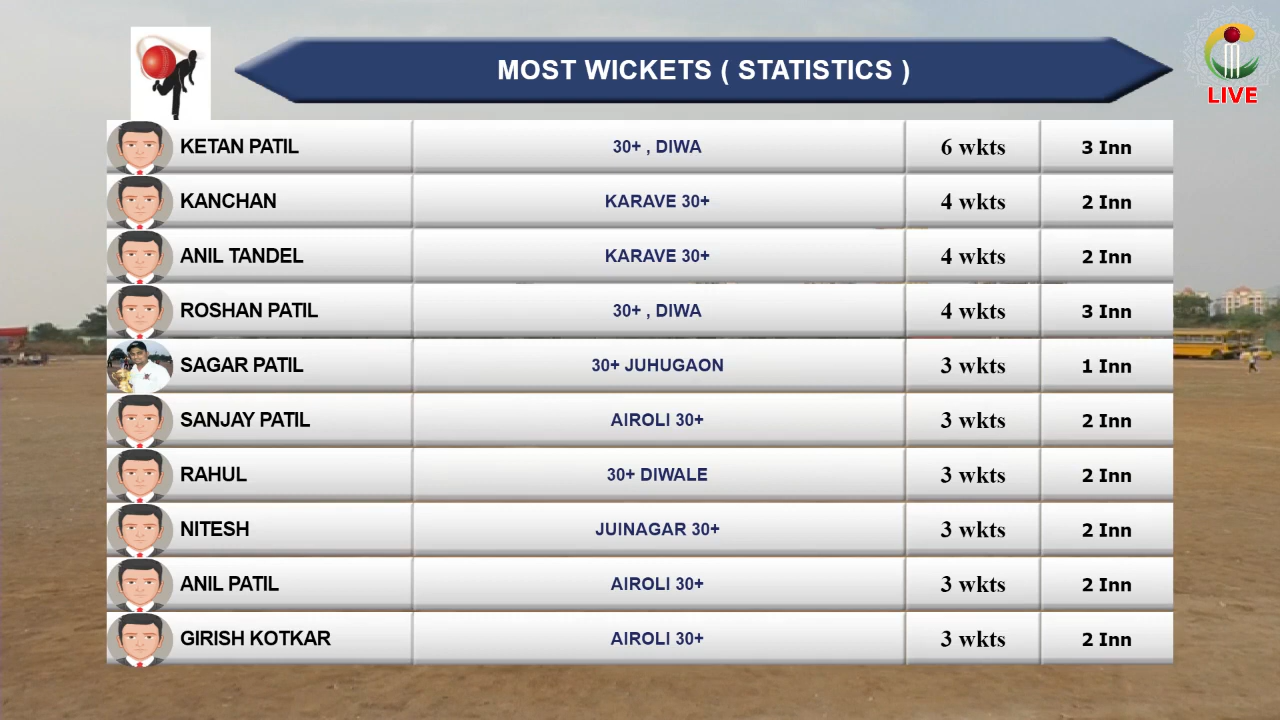 MOST WICKETS ( STATISTICS )
LIVE
KETAN PATIL 30+ , DIWA 6 wkts 3 Inn
KANCHAN KARAVE 30+ 4 wkts 2 Inn
ANIL TANDEL KARAVE 30+ 4 wkts 2 Inn
ROSHAN PATIL 30+ , DIWA 4 wkts 3 Inn
SAGAR PATIL 30+ JUHUGAON 3 wkts 1 Inn
SANJAY PATIL AIROLI 30+ 3 wkts 2 Inn
RAHUL 30+ DIWALE 3 wkts 2 Inn
NITESH JUINAGAR 30+ 3 wkts 2 Inn
ANIL PATIL AIROLI 30+ 3 wkts 2 Inn
GIRISH KOTKAR AIROLI 30+ 3 wkts 2 Inn